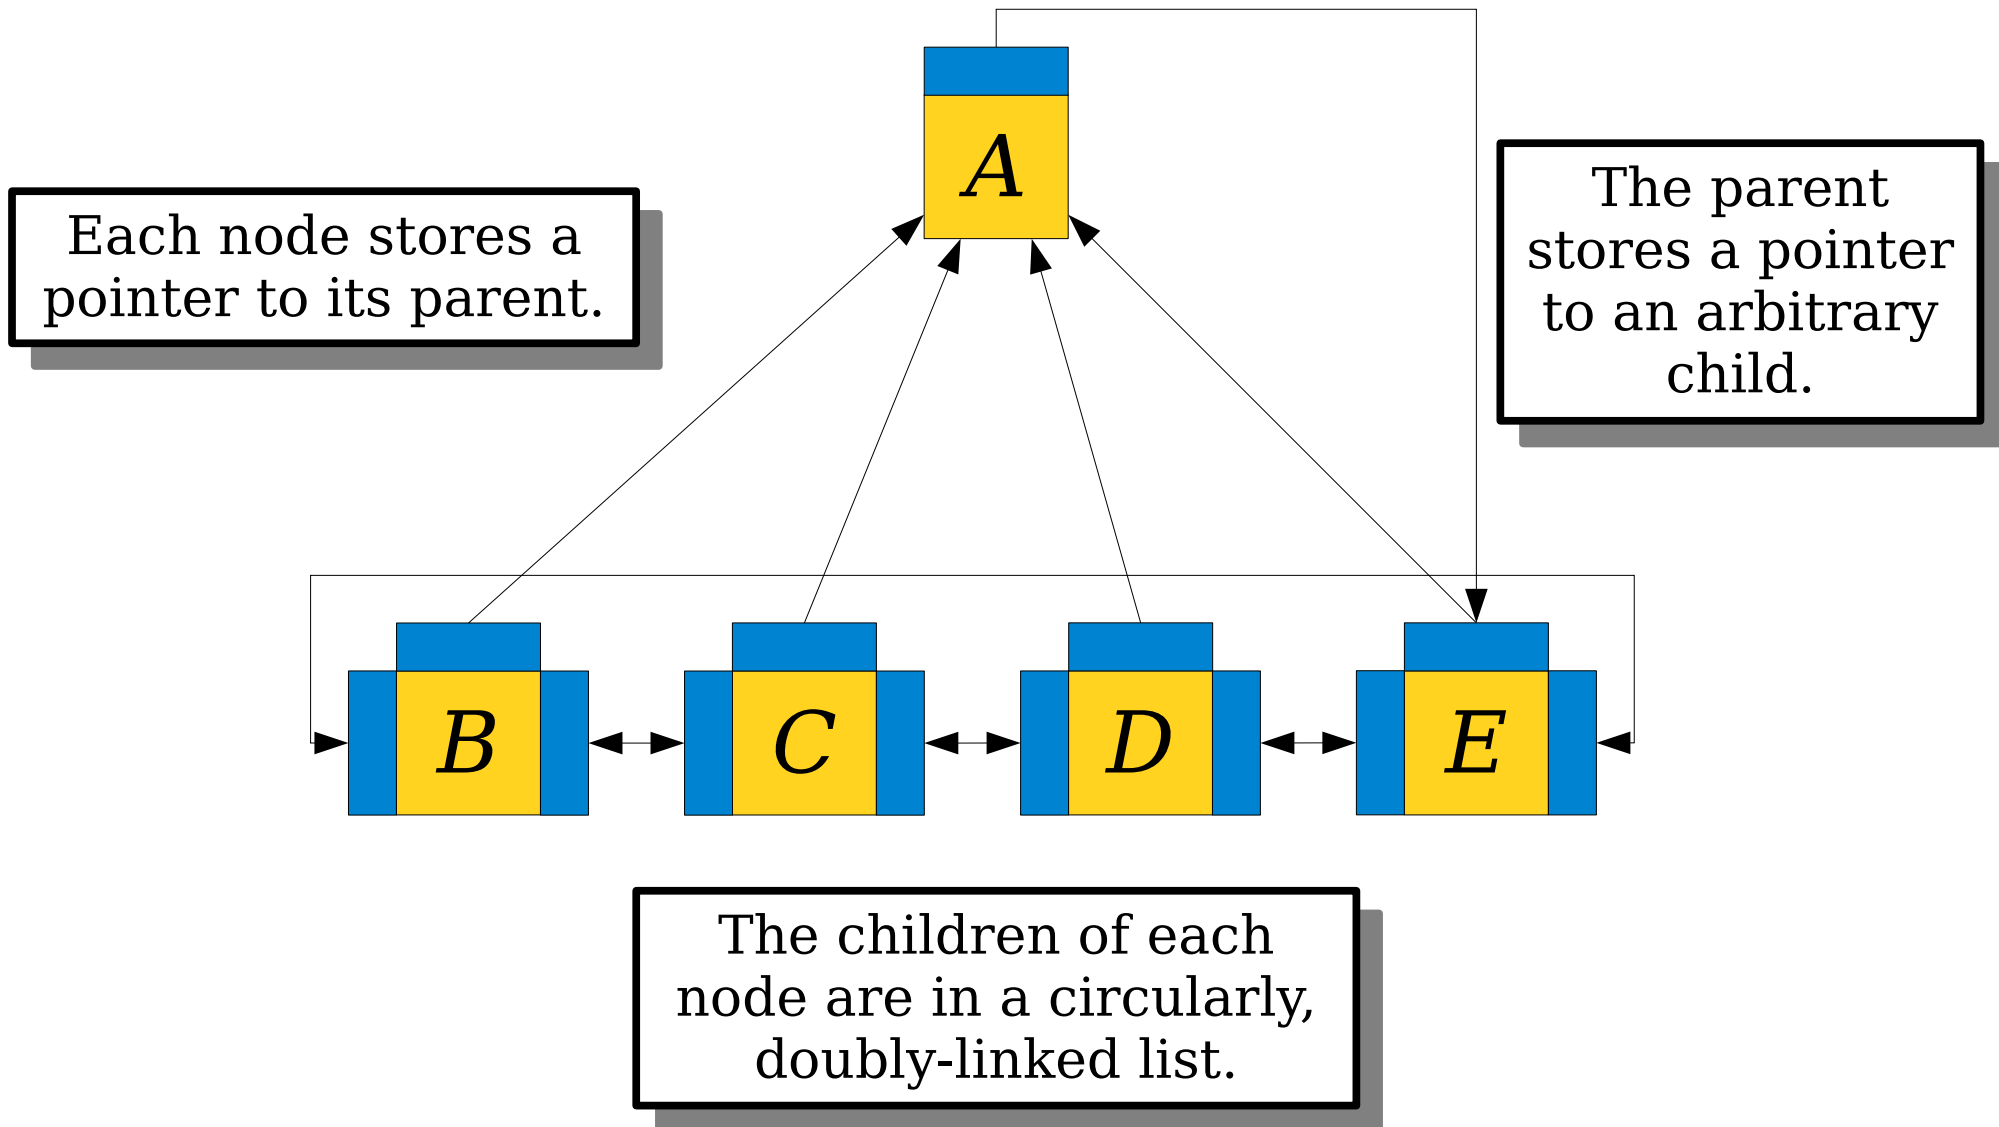 A
Each node stores a
pointer to its parent.
The parent
stores a pointer
to an arbitrary
child.
B
C
D
E
The children of each
node are in a circularly,
doubly-linked list.